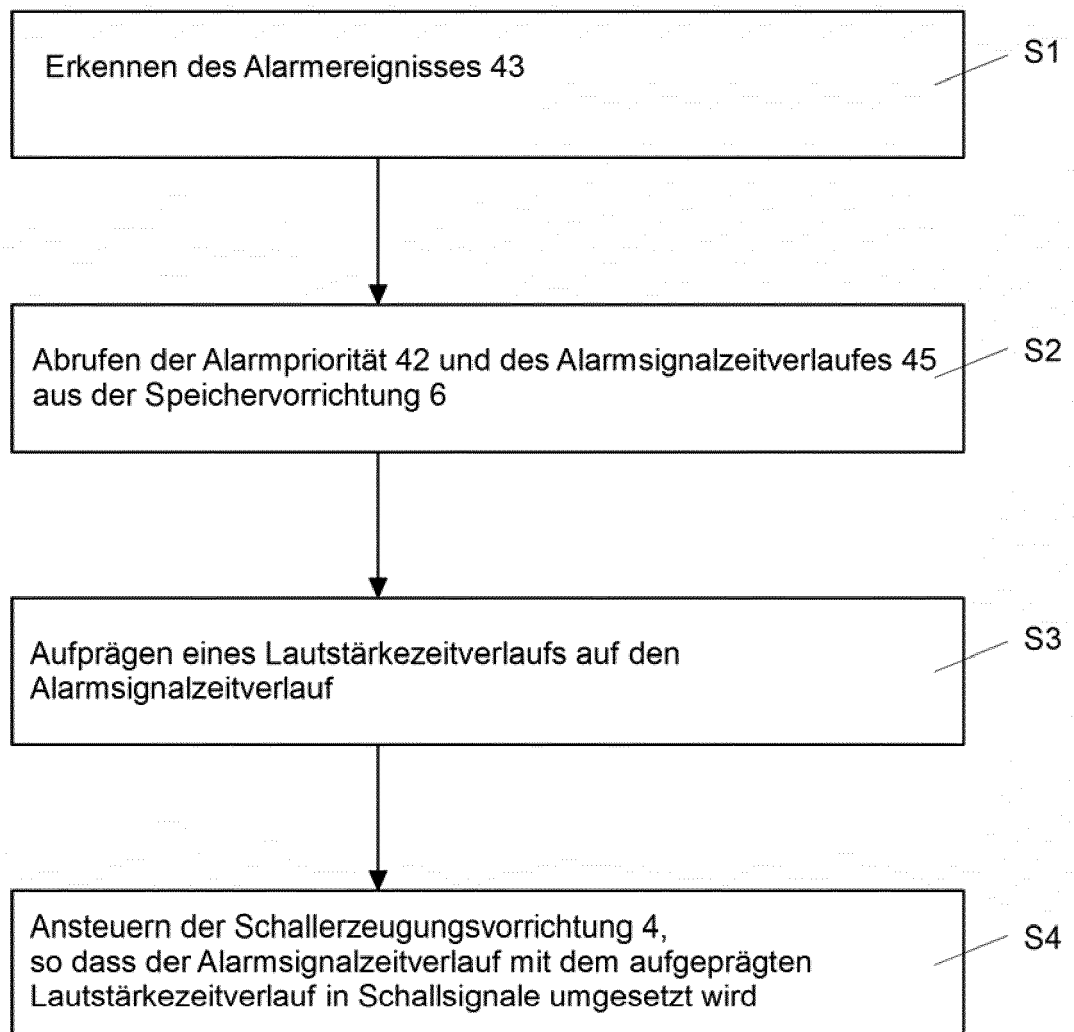 Erkennen des Alarmereignisses 43
S1
Abrufen der Alarmpriorität 42 und des Alarmsignalzeitverlaufes 45
aus der Speichervorrichtung 6
S2
Aufprägen eines Lautstärkezeitverlaufs auf den
Alarmsignalzeitverlauf
S3
Ansteuern der Schallerzeugungsvorrichtung 4,
so dass der Alarmsignalzeitverlauf mit dem aufgeprägten
Lautstärkezeitverlauf in Schallsignale umgesetzt wird
S4